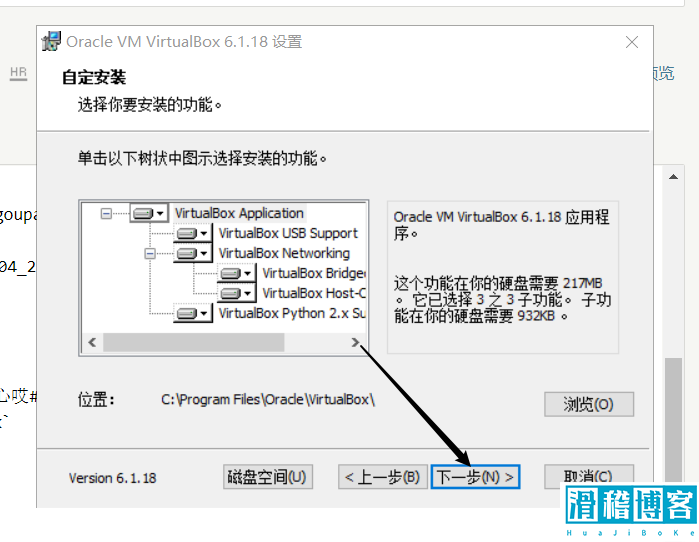 Oracle VM VirtualBox 6.1.18 设置
HR
自定安装
选择你要安装的功能。
览
单击以下树状中图示选择安装的功能。
VirtualBox Application
VirtualBox USB Support
VirtualBox Networking
VirtualBox Bridge
VirtualBox Host-C
VirtualBox Python 2.x Su
Oracle VM VirtualBox 6.1.18 应用程
序。
这个功能在你的硬盘需要 217MB
。 它已选择 3 之 3 子功能。 子功
能在你的硬盘需要 932KB 。
goupa
04_2
心哎#
位置:
C:\Program Files\Oracle\VirtualBox\
浏览(O)
Version 6.1.18
磁盘空间(U)
< 上一步(B)
下一步(N) >
取消(C)
滑稽博客
HuaJiBoKe